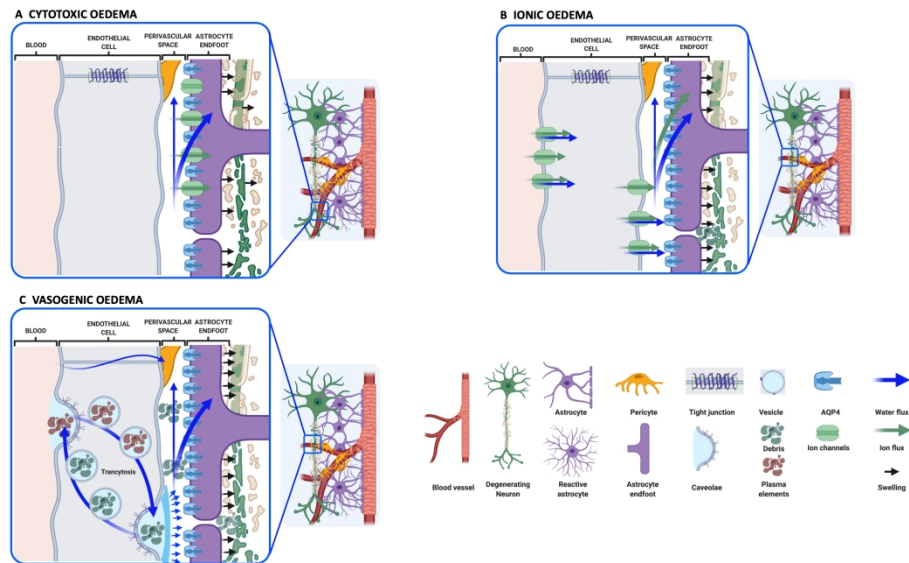 A CYTOTOXIC OEDEMA
BLOOD
ENDOTHELIAL
CELL
PERIVASCULAR
SPACE
ASTROCYTE
ENDFOOT
B IONIC OEDEMA
BLOOD
ENDOTHELIAL
CELL
PERIVASCULAR
SPACE
ASTROCYTE
ENDFOOT
C VASOGENIC OEDEMA
BLOOD
ENDOTHELIAL
CELL
PERIVASCULAR
SPACE
ASTROCYTE
ENDFOOT
Trancytosis
Blood vessel
Degenerating
Neuron
Astrocyte
Reactive
astrocyte
Pericyte
Astrocyte
endfoot
Tight junction
Caveolae
Vesicle
Debris
Plasma
elements
AQP4
Ion channels
Water flux
Ion flux
Swelling